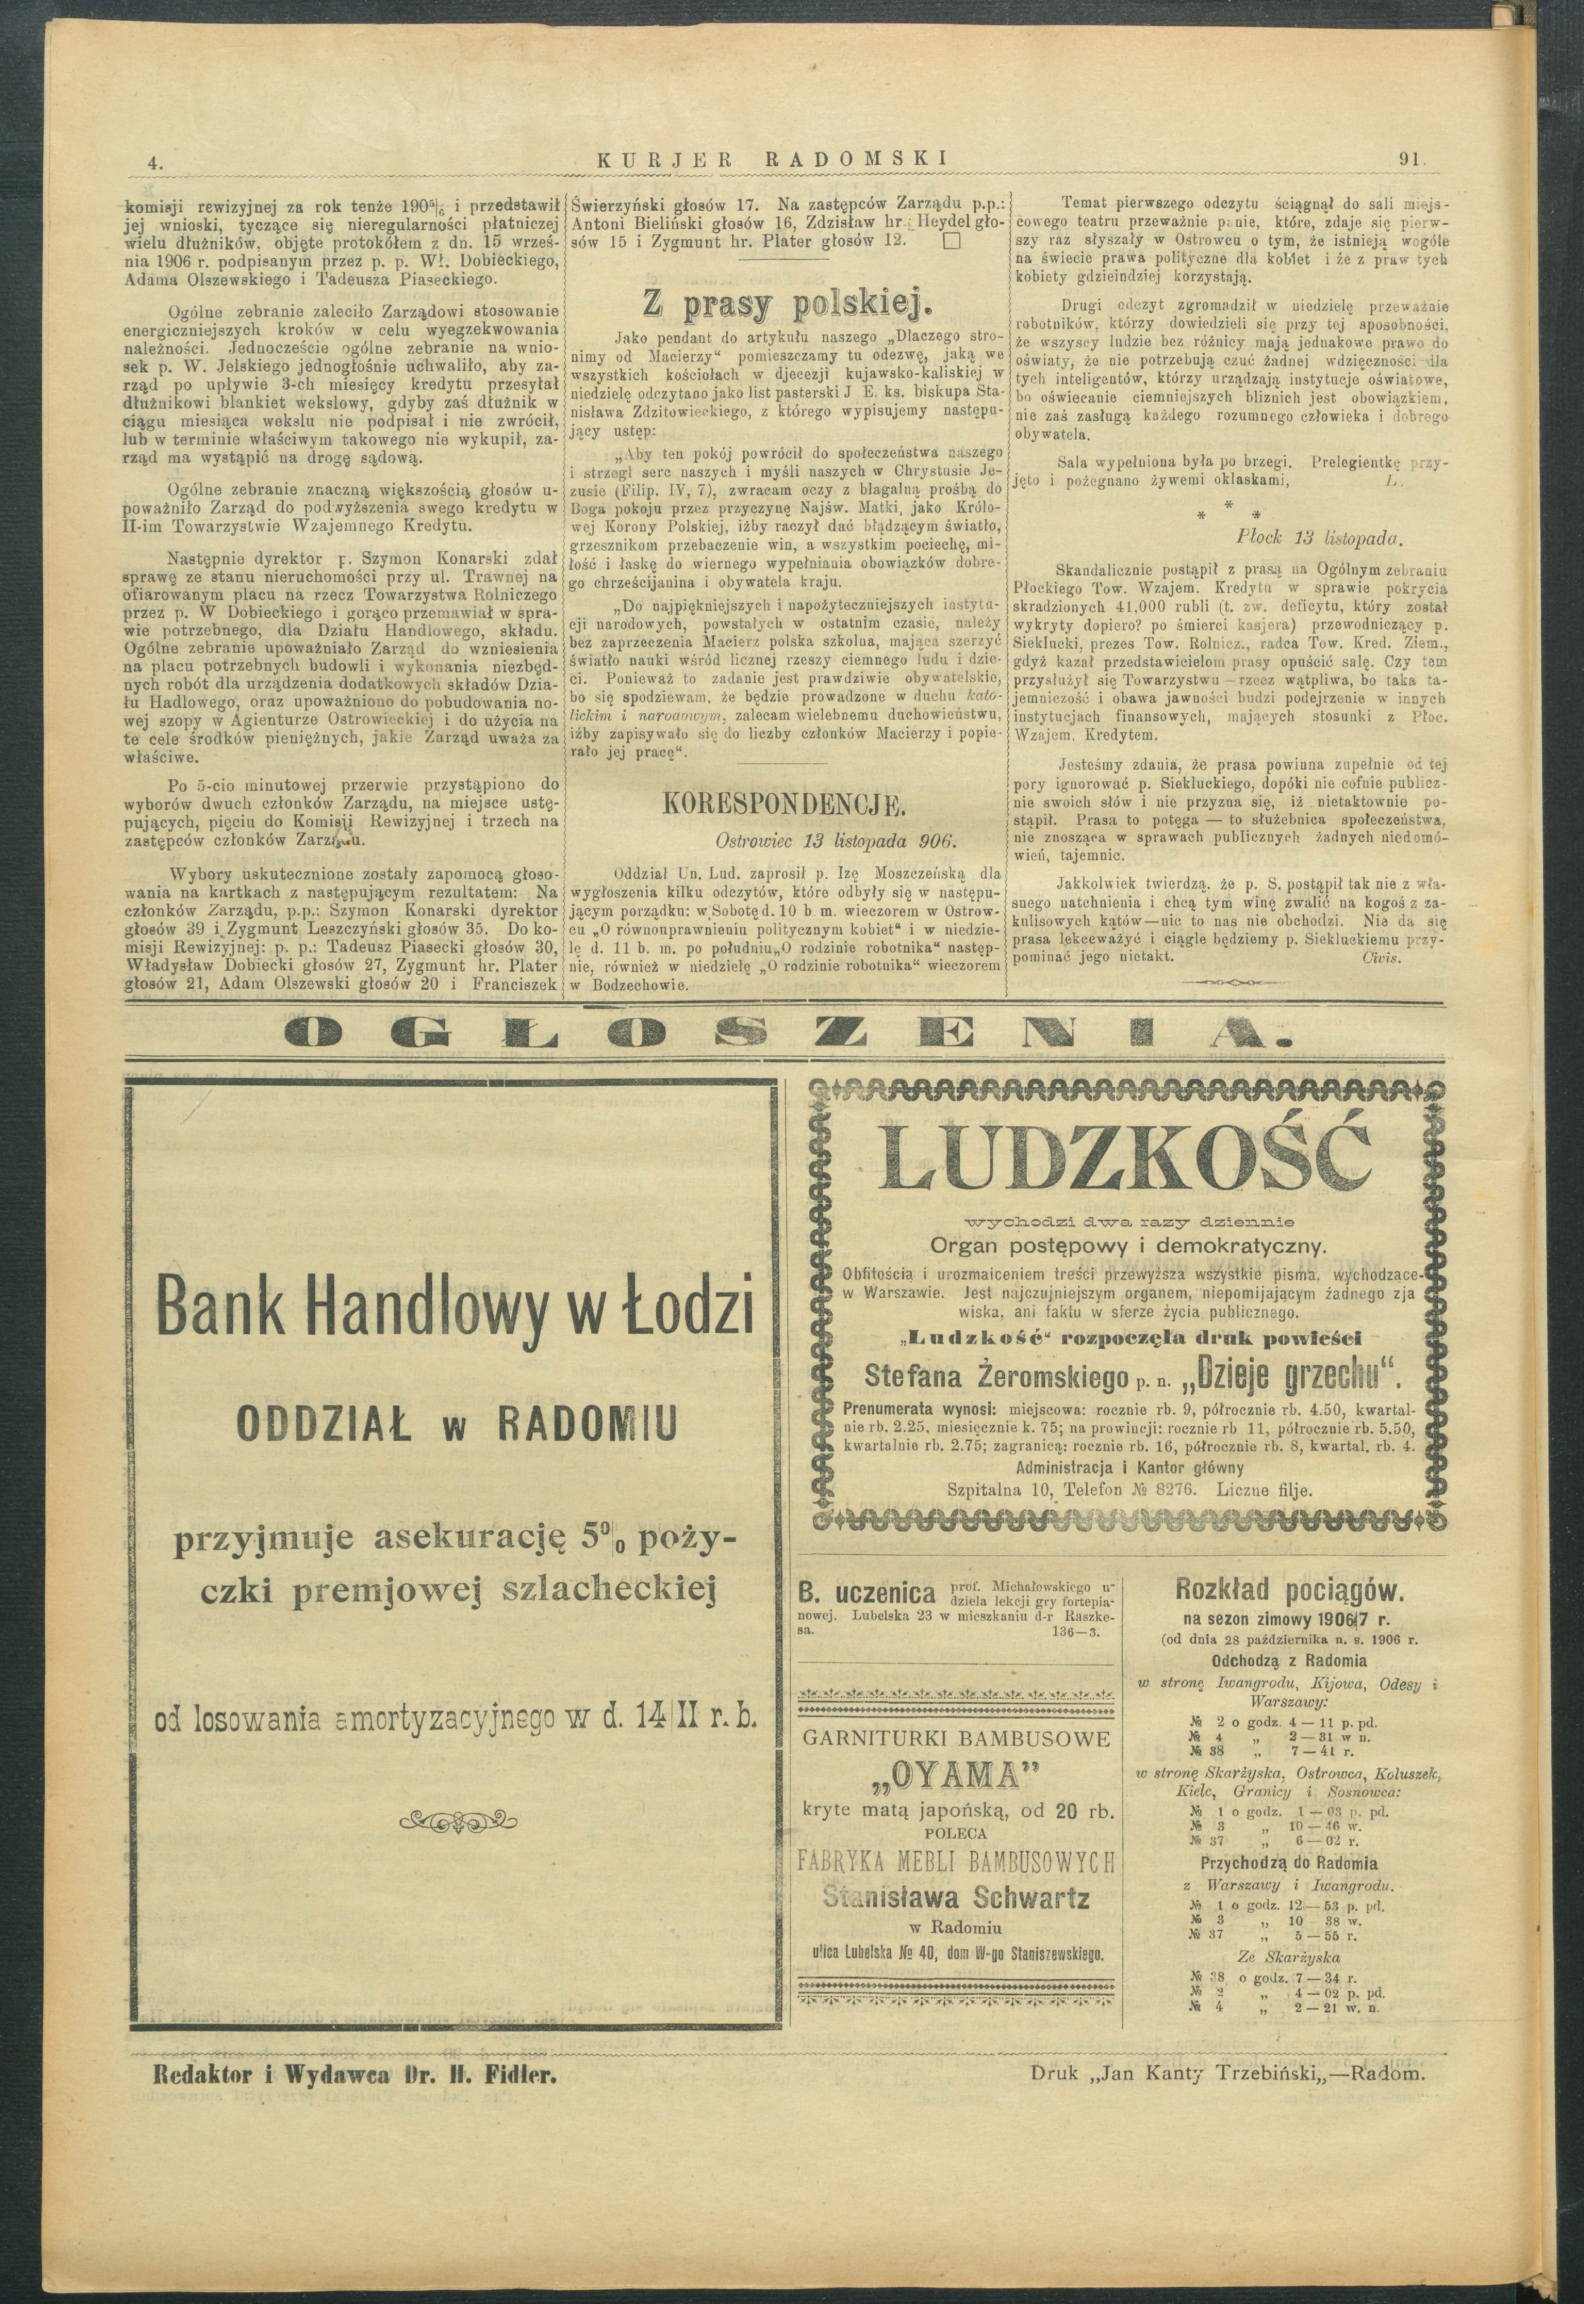 4.
KURJER RADOMSKI
91.
komisji rewizyjnej za rok tenże 190⁵|₆ i przedstawił
jej wnioski, tyczące się nieregularności płatniczej
wielu dłużników, objęte protokółem z dn. 15 wrześ-
nia 1906 r. podpisanym przez p. p. Wł. Dobieckiego,
Adama Olszewskiego i Tadeusza Piaseckiego.
Ogólne zebranie zaleciło Zarządowi stosowanie
energiczniejszych kroków w celu wyegzekwowania
należności. Jednoczeście ogólne zebranie na wnio-
sek p. W. Jelskiego jednogłośnie uchwaliło, aby za-
rząd po upływie 3-ch miesięcy kredytu przesyłał
dłużnikowi blankiet wekslowy, gdyby zaś dłużnik w
ciągu miesiąca wekslu nie podpisał i nie zwrócił,
lub w terminie właściwym takowego nie wykupił, za-
rząd ma wystąpić na drogę sądową.
Ogólne zebranie znaczną większością głosów u-
poważniło Zarząd do podwyższenia swego kredytu w
II-im Towarzystwie Wzajemnego Kredytu.
Następnie dyrektor p. Szymon Konarski zdał
sprawę ze stanu nieruchomości przy ul. Trawnej na
ofiarowanym placu na rzecz Towarzystwa Rolniczego
przez p. W Dobieckiego i gorąco przemawiał w spra-
wie potrzebnego, dla Działu Handlowego, składu.
Ogólne zebranie upoważniało Zarząd do wzniesienia
na placu potrzebnych budowli i wykonania niezbęd-
nych robót dla urządzenia dodatkowych składów Dzia-
łu Hadlowego, oraz upoważniono do pobudowania no-
wej szopy w Agienturze Ostrowieckiej i do użycia na
te cele środków pieniężnych, jakie Zarząd uważa za
właściwe.
Po 5-cio minutowej przerwie przystąpiono do
wyborów dwuch członków Zarządu, na miejsce ustę-
pujących, pięciu do Komisji Rewizyjnej i trzech na
zastępców członków Zarządu.
Wybory uskutecznione zostały zapomocą głoso-
wania na kartkach z następującym rezultatem: Na
członków Zarządu, p.p.: Szymon Konarski dyrektor
głosów 39 i Zygmunt Leszczyński głosów 35. Do ko-
misji Rewizyjnej: p. p.: Tadeusz Piasecki głosów 30,
Władysław Dobiecki głosów 27, Zygmunt hr. Plater
głosów 21, Adam Olszewski głosów 20 i Franciszek
Świerzyński głosów 17. Na zastępców Zarządu p.p.:
Antoni Bieliński głosów 16, Zdzisław hr. Heydel gło-
sów 15 i Zygmunt hr. Plater głosów 12. □
Z prasy polskiej.
Jako pendant do artykułu naszego „Dlaczego stro-
nimy od Macierzy“ pomieszczamy tu odezwę, jaką we
wszystkich kościołach w djecezji kujawsko-kaliskiej w
niedzielę odczytano jako list pasterski J E. ks. biskupa Sta-
nisława Zdzitowieckiego, z którego wypisujemy następu-
jący ustęp:
„Aby ten pokój powrócił do społeczeństwa naszego
i strzegł serc naszych i myśli naszych w Chrystusie Je-
zusie (Filip. IV, 7), zwracam oczy z błagalną prośbą do
Boga pokoju przez przyczynę Najśw. Matki, jako Królo-
wej Korony Polskiej, iżby raczył dać błądzącym światło,
grzesznikom przebaczenie win, a wszystkim pociechę, mi-
łość i łaskę do wiernego wypełniania obowiązków dobre-
go chrześcijanina i obywatela kraju.
„Do najpiękniejszych i napożyteczniejszych instytu-
cji narodowych, powstałych w ostatnim czasie, należy
bez zaprzeczenia Macierz polska szkolna, mająca szerzyć
światło nauki wśród licznej rzeszy ciemnego ludu i dzie-
ci. Ponieważ to zadanie jest prawdziwie obywatelskie,
bo się spodziewam, że będzie prowadzone w duchu kato-
lickim i narodowym, zalecam wielebnemu duchowieństwu,
iżby zapisywało się do liczby członków Macierzy i popie-
rało jej pracę“.
KORESPONDENCJE.
Ostrowiec 13 listopada 906.
Oddział Un. Lud. zaprosił p. Izę Moszczeńską dla
wygłoszenia kilku odczytów, które odbyły się w następu-
jącym porządku: w Sobotę d. 10 b m. wieczorem w Ostrow-
cu „O równouprawnieniu politycznym kobiet“ i w niedzie-
lę d. 11 b. m. po południu „O rodzinie robotnika“ następ-
nie, również w niedzielę „O rodzinie robotnika“ wieczorem
w Bodzechowie.
Temat pierwszego odczytu ściągnął do sali miejs-
cowego teatru przeważnie panie, które, zdaje się pierw-
szy raz słyszały w Ostrowcu o tym, że istnieją wogóle
na świecie prawa polityczne dla kobiet i że z praw tych
kobiety gdzieindziej korzystają.
Drugi odczyt zgromadził w niedzielę przeważnie
robotników, którzy dowiedzieli się przy tej sposobności,
że wszyscy ludzie bez różnicy mają jednakowe prawo do
oświaty, że nie potrzebują czuć żadnej wdzięczności dla
tych inteligentów, którzy urządzają instytucje oświatowe,
bo oświecanie ciemniejszych bliznich jest obowiązkiem,
nie zaś zasługą każdego rozumnego człowieka i dobrego
obywatela.
Sala wypełniona była po brzegi. Prelegientkę przy-
jęto i pożegnano żywemi oklaskami, L.
* * *
Płock 13 listopada.
Skandalicznie postąpił z prasą na Ogólnym zebraniu
Płockiego Tow. Wzajem. Kredytu w sprawie pokrycia
skradzionych 41,000 rubli (t. zw. deficytu, który został
wykryty dopiero? po śmierci kasjera) przewodniczący p.
Sieklucki, prezes Tow. Rolnicz., radca Tow. Kred. Ziem.,
gdyż kazał przedstawicielom prasy opuścić salę. Czy tem
przysłużył się Towarzystwu – rzecz wątpliwa, bo taka ta-
jemniczość i obawa jawności budzi podejrzenie w innych
instytucjach finansowych, mających stosunki z Płoc.
Wzajem. Kredytem.
Jesteśmy zdania, że prasa powinna zupełnie od tej
pory ignorować p. Siekluckiego, dopóki nie cofnie publicz-
nie swoich słów i nie przyzna się, iż nietaktownie po-
stąpił. Prasa to potęga — to służebnica społeczeństwa,
nie znosząca w sprawach publicznych żadnych niedomó-
wień, tajemnic.
Jakkolwiek twierdzą, że p. S. postąpił tak nie z wła-
snego natchnienia i chcą tym winę zwalić na kogoś z za-
kulisowych kątów—nic to nas nie obchodzi. Nie da się
prasa lekceważyć i ciągle będziemy p. Siekluckiemu przy-
pominać jego nietakt. Civis.
OGŁOSZENIA.
Bank Handlowy w Łodzi
ODDZIAŁ w RADOMIU
przyjmuje asekurację 5⁰|₀ poży-
czki premjowej szlacheckiej
od losowania amortyzacyjnego w d. 14|II r. b.
LUDZKOŚĆ
wychodzi dwa razy dziennie
Organ postępowy i demokratyczny.
Obfitością i urozmaiceniem treści przewyższa wszystkie pisma, wychodzące-
w Warszawie. Jest najczujniejszym organem, niepomijającym żadnego zja
wiska, ani faktu w sferze życia publicznego.
„Ludzkość“ rozpoczęła druk powieści
Stefana Żeromskiego p. n. „Dzieje grzechu“.
Prenumerata wynosi: miejscowa: rocznie rb. 9, półrocznie rb. 4.50, kwartal-
nie rb. 2.25, miesięcznie k. 75; na prowincji: rocznie rb 11, półrocznie rb. 5.50,
kwartalnie rb. 2.75; zagranicą: rocznie rb. 16, półrocznie rb. 8, kwartal. rb. 4.
Administracja i Kantor główny
Szpitalna 10, Telefon № 8276. Liczne filje.
B. uczenica prof. Michałowskiego u-
dziela lekcji gry fortepia-
nowej. Lubelska 23 w mieszkaniu d-r Raszke-
sa. 136—3.
GARNITURKI BAMBUSOWE
„OYAMA”
kryte matą japońską, od 20 rb.
POLECA
FABRYKA MEBLI BAMBUSOWYCH
Stanisława Schwartz
w Radomiu
ulica Lubelska № 40, dom W-go Staniszewskiego.
Rozkład pociągów.
na sezon zimowy 1906/7 r.
(od dnia 28 października n. s. 1906 r.
Odchodzą z Radomia
w stronę Iwangrodu, Kijowa, Odesy i
Warszawy:
№ 2 o godz. 4 — 11 p. pd.
№ 4 „ 2 — 31 w n.
№ 38 „ 7 — 41 r.
w stronę Skarżyska, Ostrowca, Koluszek,
Kielc, Granicy i Sosnowca:
№ 1 o godz. 1 — 03 p. pd.
№ 3 „ 10 — 46 w.
№ 37 „ 6 — 02 r.
Przychodzą do Radomia
z Warszawy i Iwangrodu.
№ 1 o godz. 12 — 53 p. pd.
№ 3 „ 10 38 w.
№ 37 „ 5 — 55 r.
Ze Skarżyska
№ 38 o godz. 7 — 34 r.
№ 2 „ 4 — 02 p. pd.
№ 4 „ 2 — 21 w. n.
Redaktor i Wydawca Dr. H. Fidler.
Druk „Jan Kanty Trzebiński„—Radom.